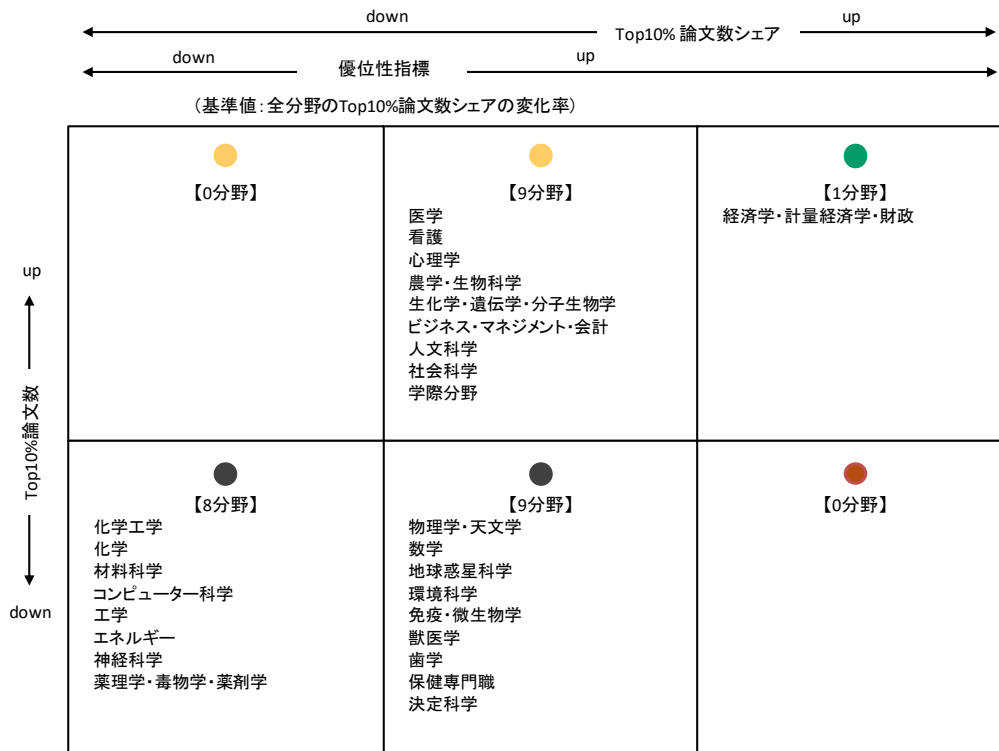 down
Top10% 論文数シェア
up
down
優位性指標
up
（基準値：全分野のTop10%論文数シェアの変化率）
up
Top10%論文数
down
【0分野】
【9分野】
医学
看護
心理学
農学・生物科学
生化学・遺伝学・分子生物学
ビジネス・マネジメント・会計
人文科学
社会科学
学際分野
【1分野】
経済学・計量経済学・財政
【8分野】
化学工学
化学
材料科学
コンピューター科学
工学
エネルギー
神経科学
薬理学・毒物学・薬剤学
【9分野】
物理学・天文学
数学
地球惑星科学
環境科学
免疫・微生物学
獣医学
歯学
保健専門職
決定科学
【0分野】